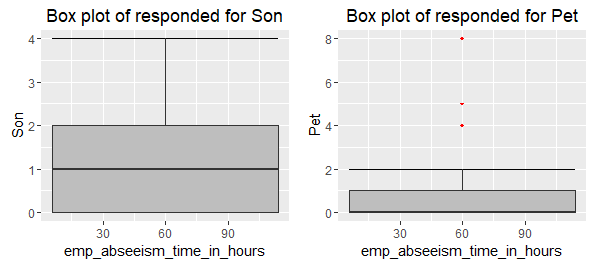 Box plot of responded for Son
4
3
2
1
0
Son
30 60 90
emp_abseeism_time_in_hours
Box plot of responded for Pet
8
6
4
2
0
Pet
30 60 90
emp_abseeism_time_in_hours